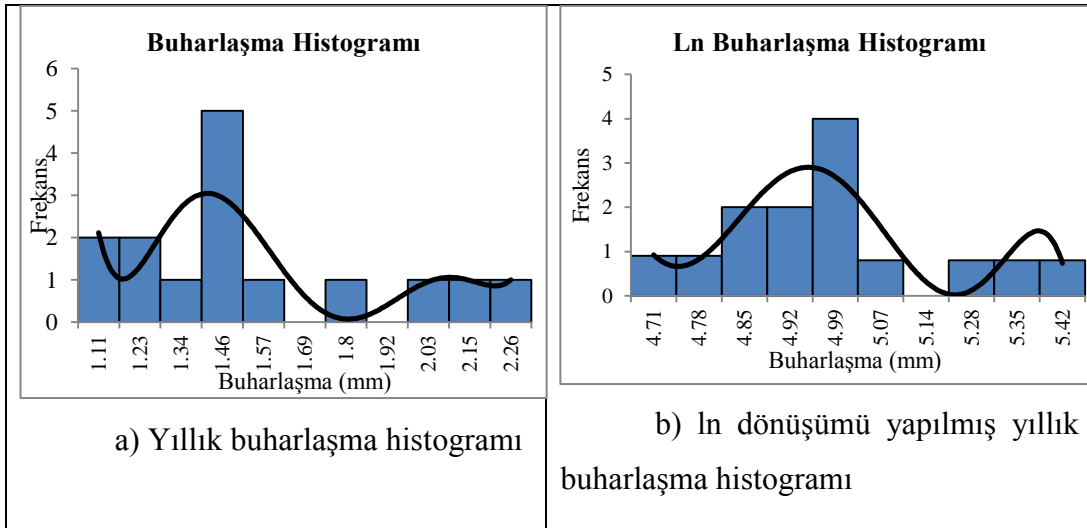 Buharlaşma Histogramı
6
5
4
3
2
1
0
Frekans
1.11 1.23 1.34 1.46 1.57 1.69 1.8 1.92 2.03 2.15 2.26
Buharlaşma (mm)
a) Yıllık buharlaşma histogramı
Ln Buharlaşma Histogramı
5
4
3
2
1
0
Frekans
4.71 4.78 4.85 4.92 4.99 5.07 5.14 5.28 5.35 5.42
Buharlaşma (mm)
b) ln dönüşümü yapılmış yıllık
buharlaşma histogramı